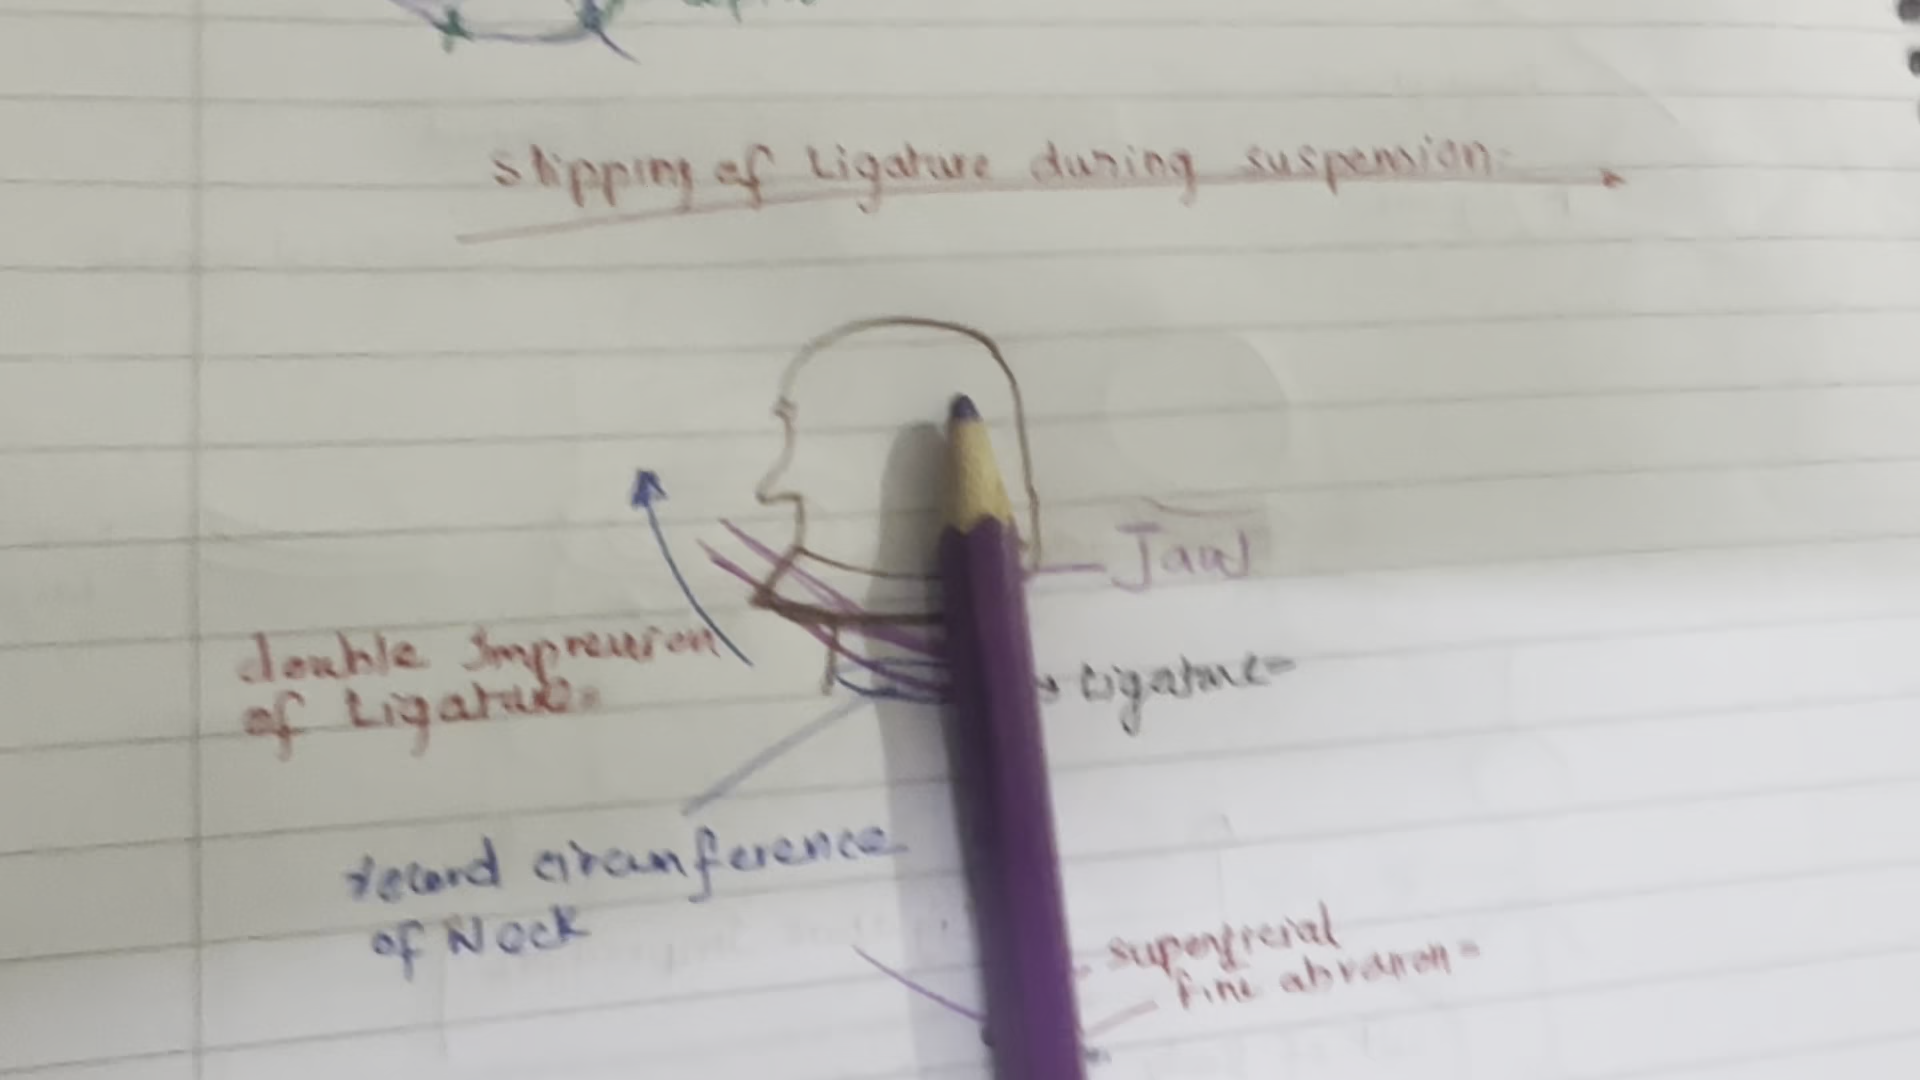 slipping of Ligature during suspension:
Jaw
double Impression
of Ligature=
Ligature=
record circumference
of Neck
superficial
fine abrasion=